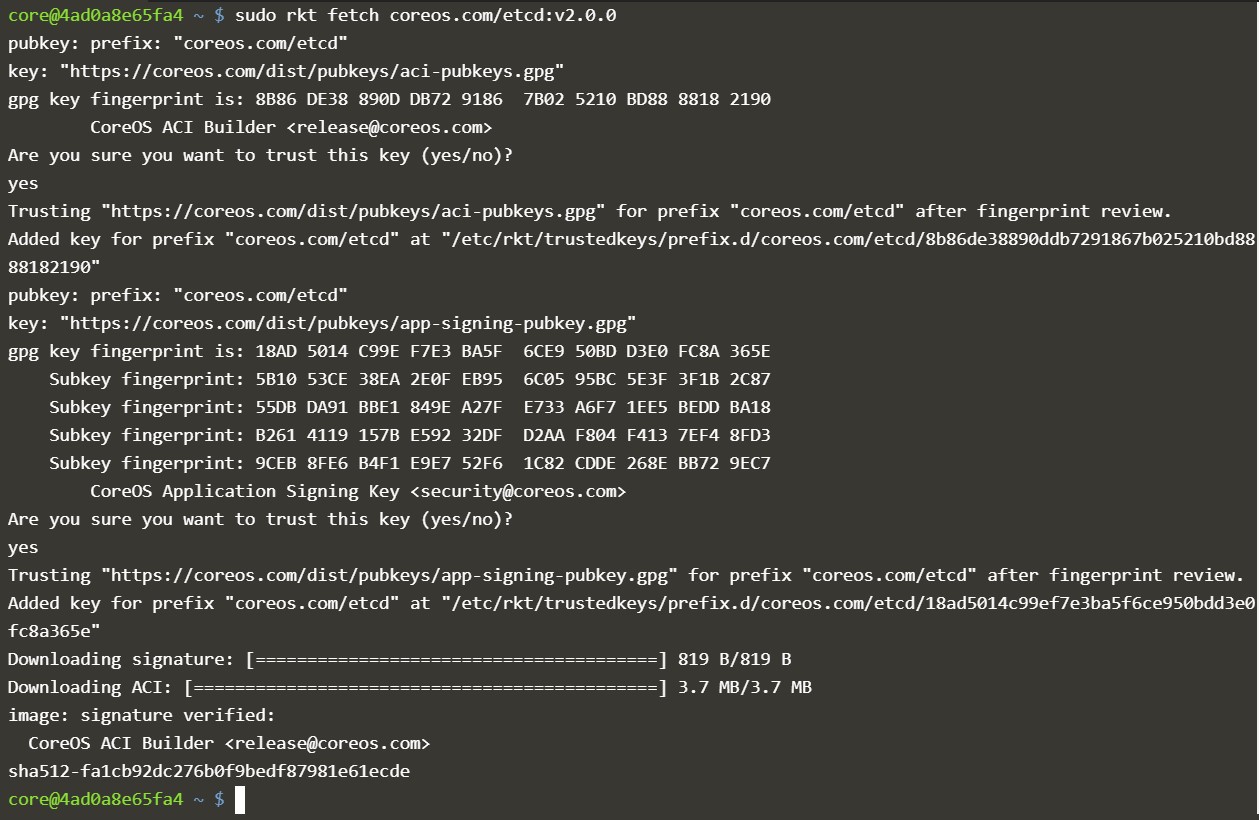 core@4ad0a8e65fa4 ~ $ sudo rkt fetch coreos.com/etcd:v2.0.0
pubkey: prefix: "coreos.com/etcd"
key: "https://coreos.com/dist/pubkeys/aci-pubkeys.gpg"
gpg key fingerprint is: 8B86 DE38 890D DB72 9186  7B02 5210 BD88 8818 2190
        CoreOS ACI Builder <release@coreos.com>
Are you sure you want to trust this key (yes/no)?
yes
Trusting "https://coreos.com/dist/pubkeys/aci-pubkeys.gpg" for prefix "coreos.com/etcd" after fingerprint review.
Added key for prefix "coreos.com/etcd" at "/etc/rkt/trustedkeys/prefix.d/coreos.com/etcd/8b86de38890ddb7291867b025210bd88
88182190"
pubkey: prefix: "coreos.com/etcd"
key: "https://coreos.com/dist/pubkeys/app-signing-pubkey.gpg"
gpg key fingerprint is: 18AD 5014 C99E F7E3 BA5F  6CE9 50BD D3E0 FC8A 365E
    Subkey fingerprint: 5B10 53CE 38EA 2E0F EB95  6C05 95BC 5E3F 3F1B 2C87
    Subkey fingerprint: 55DB DA91 BBE1 849E A27F  E733 A6F7 1EE5 BEDD BA18
    Subkey fingerprint: B261 4119 157B E592 32DF  D2AA F804 F413 7EF4 8FD3
    Subkey fingerprint: 9CEB 8FE6 B4F1 E9E7 52F6  1C82 CDDE 268E BB72 9EC7
        CoreOS Application Signing Key <security@coreos.com>
Are you sure you want to trust this key (yes/no)?
yes
Trusting "https://coreos.com/dist/pubkeys/app-signing-pubkey.gpg" for prefix "coreos.com/etcd" after fingerprint review.
Added key for prefix "coreos.com/etcd" at "/etc/rkt/trustedkeys/prefix.d/coreos.com/etcd/18ad5014c99ef7e3ba5f6ce950bdd3e0
fc8a365e"
Downloading signature: [=======================================] 819 B/819 B
Downloading ACI: [=============================================] 3.7 MB/3.7 MB
image: signature verified:
  CoreOS ACI Builder <release@coreos.com>
sha512-fa1cb92dc276b0f9bedf87981e61ecde
core@4ad0a8e65fa4 ~ $